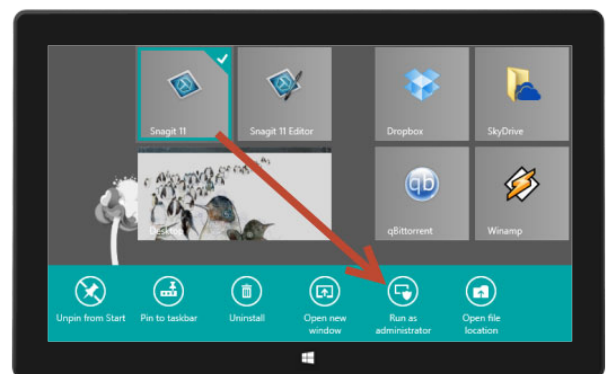 Snagit 11
Snagit 11 Editor
Dropbox
SkyDrive
Desktop
qBittorrent
Winamp
qb
Unpin from Start
Pin to taskbar
Uninstall
Open new
window
Run as
administrator
Open file
location